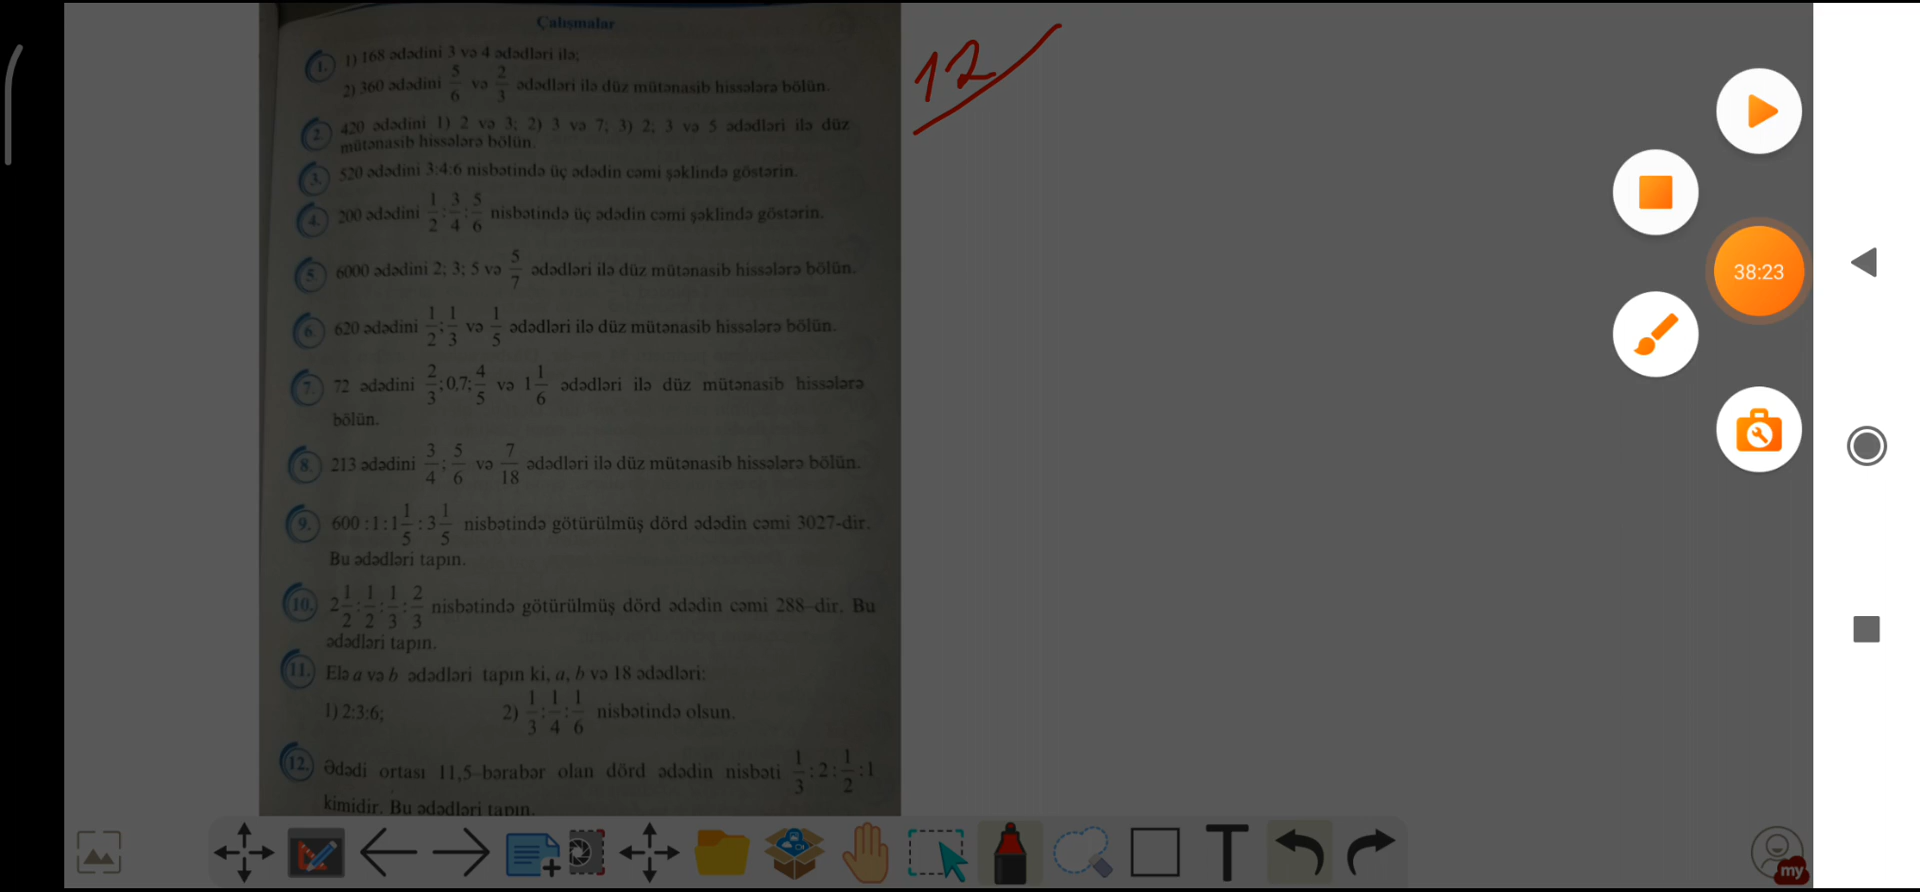 Çalışmalar
1. 1) 168 ədədini 3 və 4 ədədləri ilə;
2) 360 ədədini 5/6 və 2/3 ədədləri ilə düz mütənasib hissələrə bölün.
2. 420 ədədini 1) 2 və 3; 2) 3 və 7; 3) 2; 3 və 5 ədədləri ilə düz
mütənasib hissələrə bölün.
3. 520 ədədini 3:4:6 nisbətində üç ədədin cəmi şəklində göstərin.
4. 200 ədədini 1/2 : 3/4 : 5/6 nisbətində üç ədədin cəmi şəklində göstərin.
5. 6000 ədədini 2; 3; 5 və 5/7 ədədləri ilə düz mütənasib hissələrə bölün.
6. 620 ədədini 1/2 ; 1/3 və 1/5 ədədləri ilə düz mütənasib hissələrə bölün.
7. 72 ədədini 2/3 ; 0,7; 4/5 və 1 1/6 ədədləri ilə düz mütənasib hissələrə
bölün.
8. 213 ədədini 3/4 ; 5/6 və 7/18 ədədləri ilə düz mütənasib hissələrə bölün.
9. 600 : 1 : 1 1/5 : 3 1/5 nisbətində götürülmüş dörd ədədin cəmi 3027-dir.
Bu ədədləri tapın.
10. 2 1/2 : 1/2 : 1/3 : 2/3 nisbətində götürülmüş dörd ədədin cəmi 288-dir. Bu
ədədləri tapın.
11. Elə a və b ədədləri tapın ki, a, b və 18 ədədləri:
1) 2:3:6; 2) 1/3 : 1/4 : 1/6 nisbətində olsun.
12. Ədədi ortası 11,5-bərabər olan dörd ədədin nisbəti 1/3 : 2 : 1/2 : 1
kimidir. Bu ədədləri tapın.
12
38:23
T
my